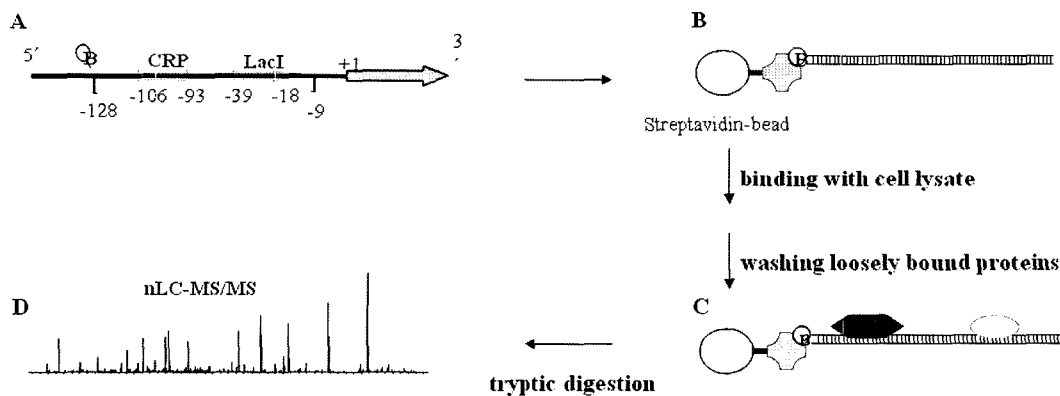 A
5´
B
CRP
LacI
+1
3´
-128
-106
-93
-39
-18
-9
B
B
Streptavidin-bead
binding with cell lysate
washing loosely bound proteins
C
B
tryptic digestion
D
nLC-MS/MS